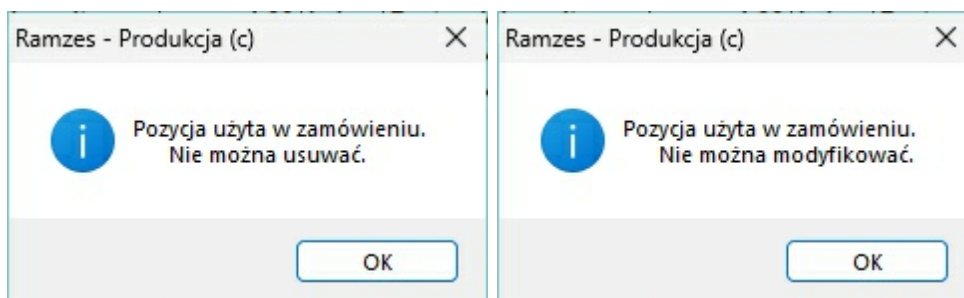 Ramzes - Produkcja (c)
Pozycja użyta w zamówieniu.
Nie można usuwać.
OK
Ramzes - Produkcja (c)
Pozycja użyta w zamówieniu.
Nie można modyfikować.
OK